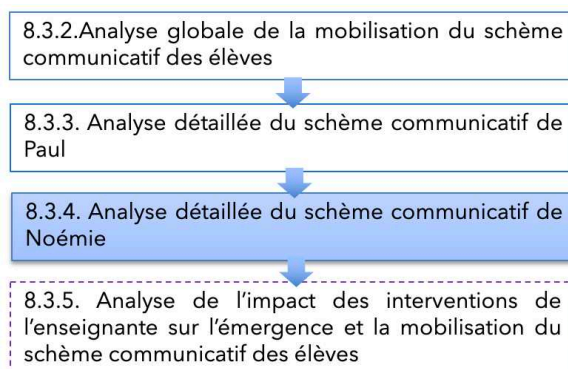 8.3.2.Analyse globale de la mobilisation du schème
communicatif des élèves
8.3.3. Analyse détaillée du schème communicatif de
Paul
8.3.4. Analyse détaillée du schème communicatif de
Noémie
8.3.5. Analyse de l’impact des interventions de
l’enseignante sur l’émergence et la mobilisation du
schème communicatif des élèves